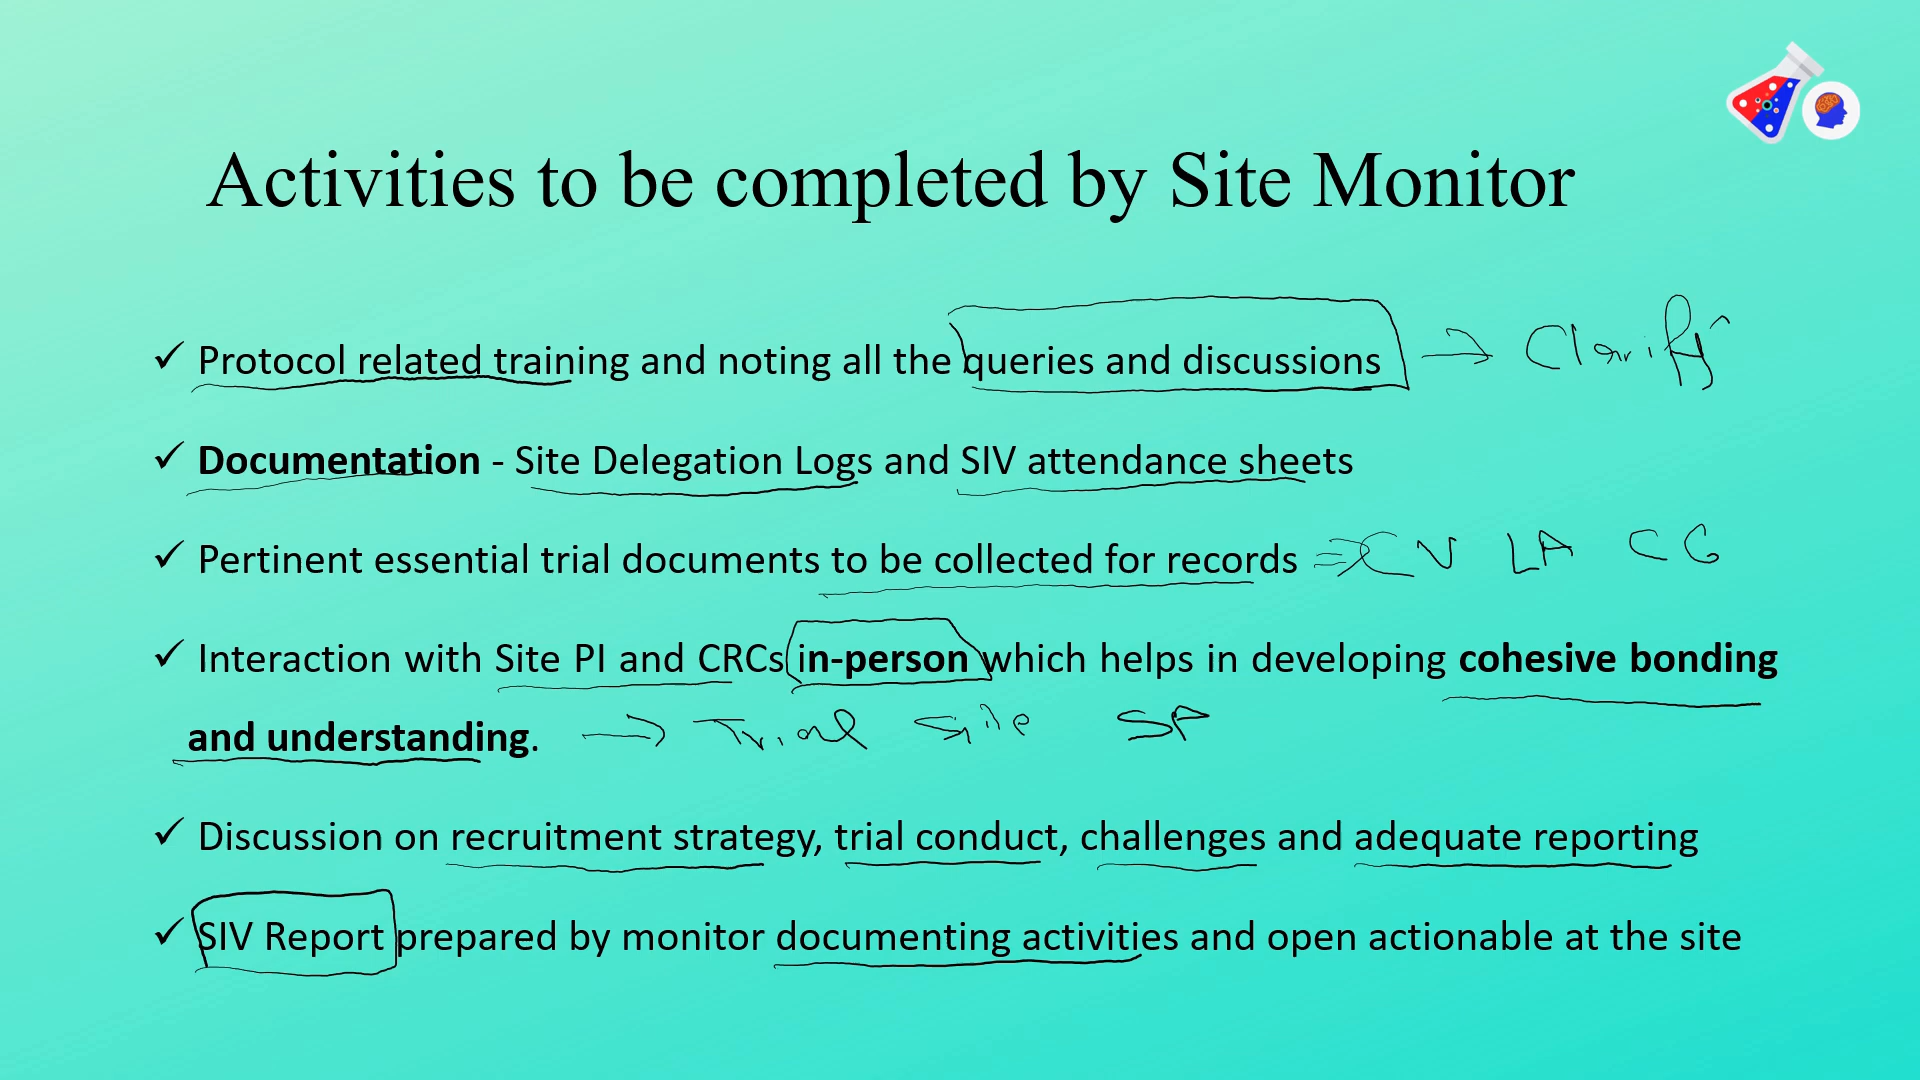 Activities to be completed by Site Monitor
✓ Protocol related training and noting all the queries and discussions → Clarify
✓ Documentation - Site Delegation Logs and SIV attendance sheets
✓ Pertinent essential trial documents to be collected for records ⇒ CV LA
✓ Interaction with Site PI and CRCs in-person which helps in developing cohesive bonding
and understanding. → Trial Site
✓ Discussion on recruitment strategy, trial conduct, challenges and adequate reporting
✓ SIV Report prepared by monitor documenting activities and open actionable at the site